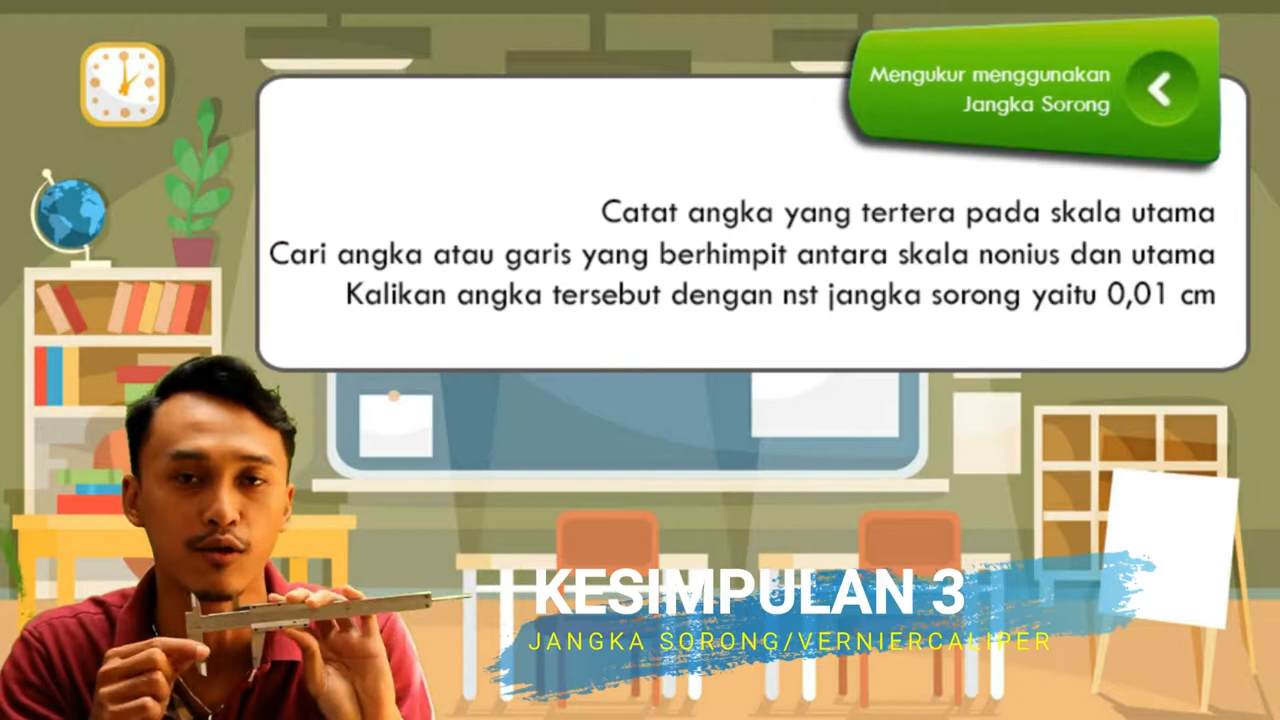 Mengukur menggunakan
Jangka Sorong
Catat angka yang tertera pada skala utama
Cari angka atau garis yang berhimpit antara skala nonius dan utama
Kalikan angka tersebut dengan nst jangka sorong yaitu 0,01 cm
KESIMPULAN 3
JANGKA SORONG/VERNIERCALIPER